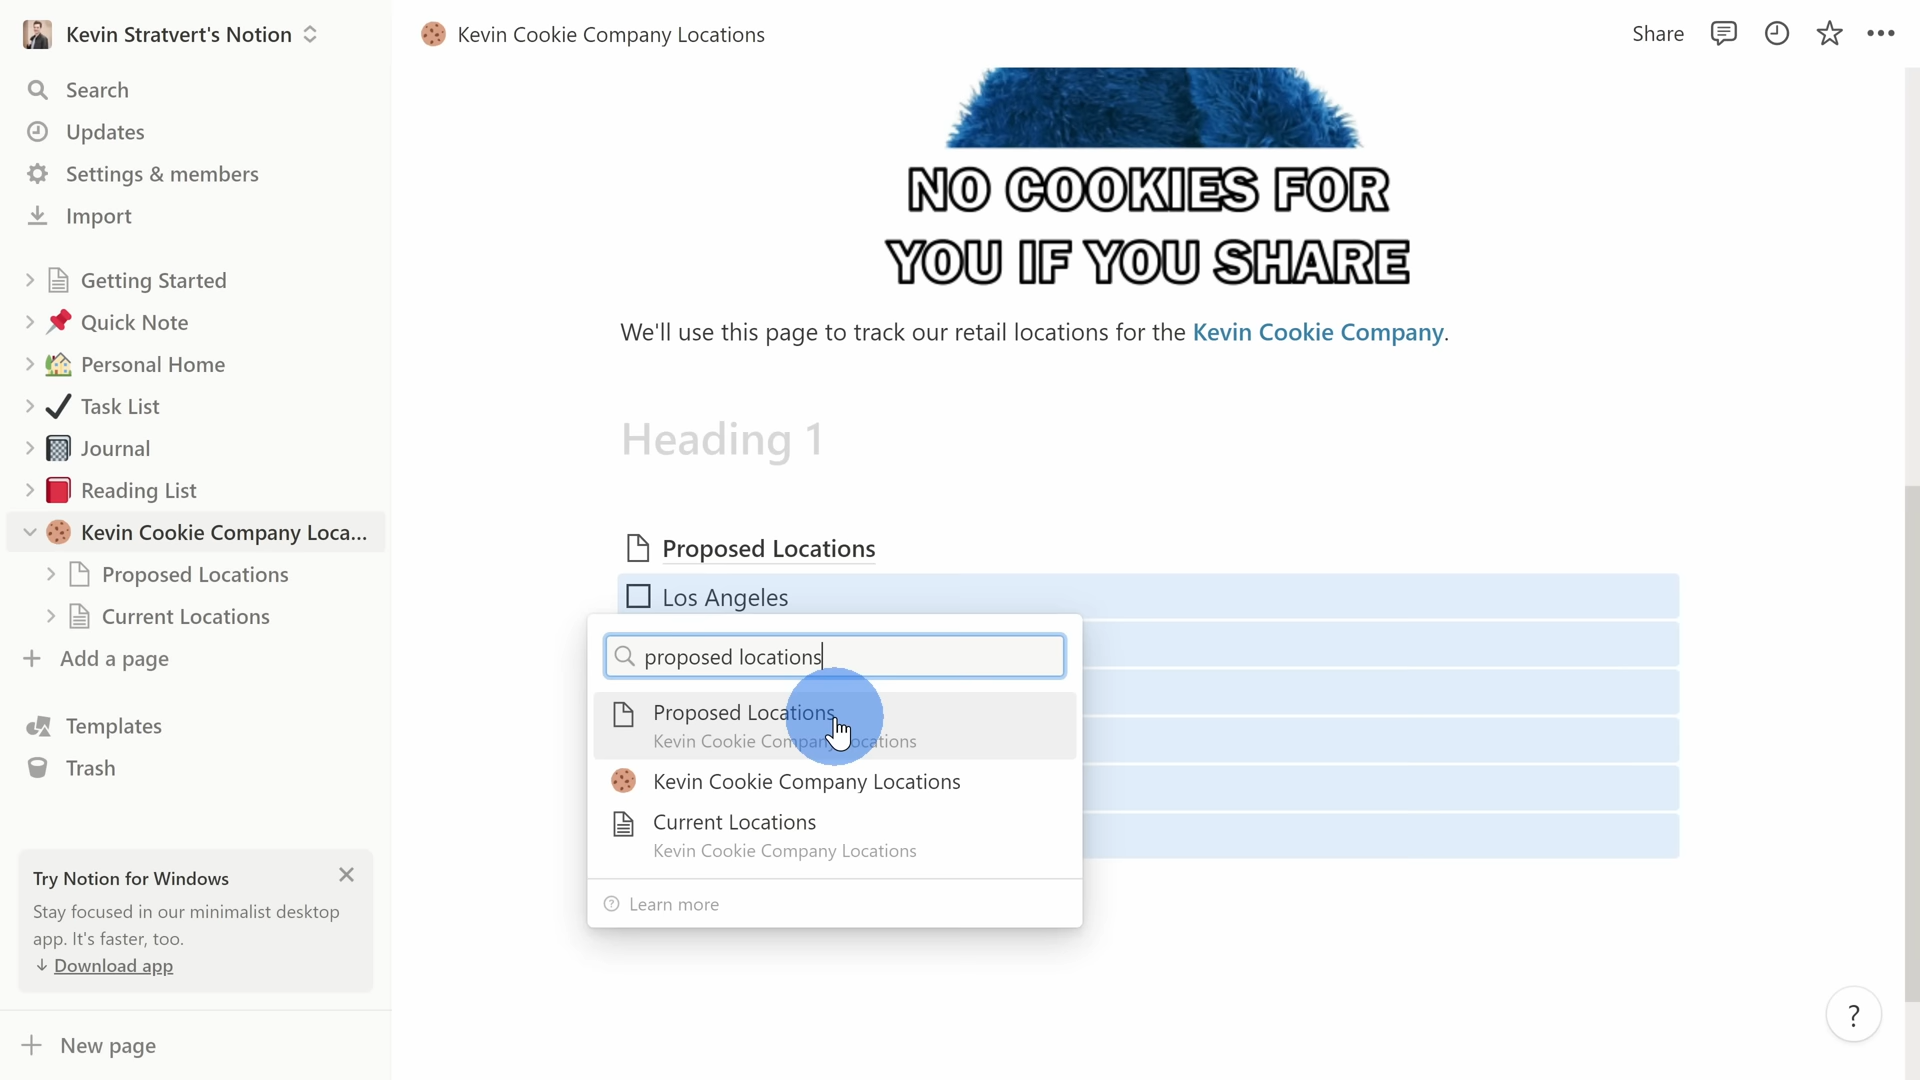 Kevin Stratvert's Notion
Search
Updates
Settings & members
Import
Getting Started
Quick Note
Personal Home
Task List
Journal
Reading List
Kevin Cookie Company Loca...
Proposed Locations
Current Locations
Add a page
Templates
Trash
Try Notion for Windows
Stay focused in our minimalist desktop
app. It's faster, too.
Download app
New page
Kevin Cookie Company Locations
Share
NO COOKIES FOR
YOU IF YOU SHARE
We'll use this page to track our retail locations for the Kevin Cookie Company.
Heading 1
Proposed Locations
Los Angeles
proposed locations
Proposed Locations
Kevin Cookie Company Locations
Kevin Cookie Company Locations
Current Locations
Kevin Cookie Company Locations
Learn more
?